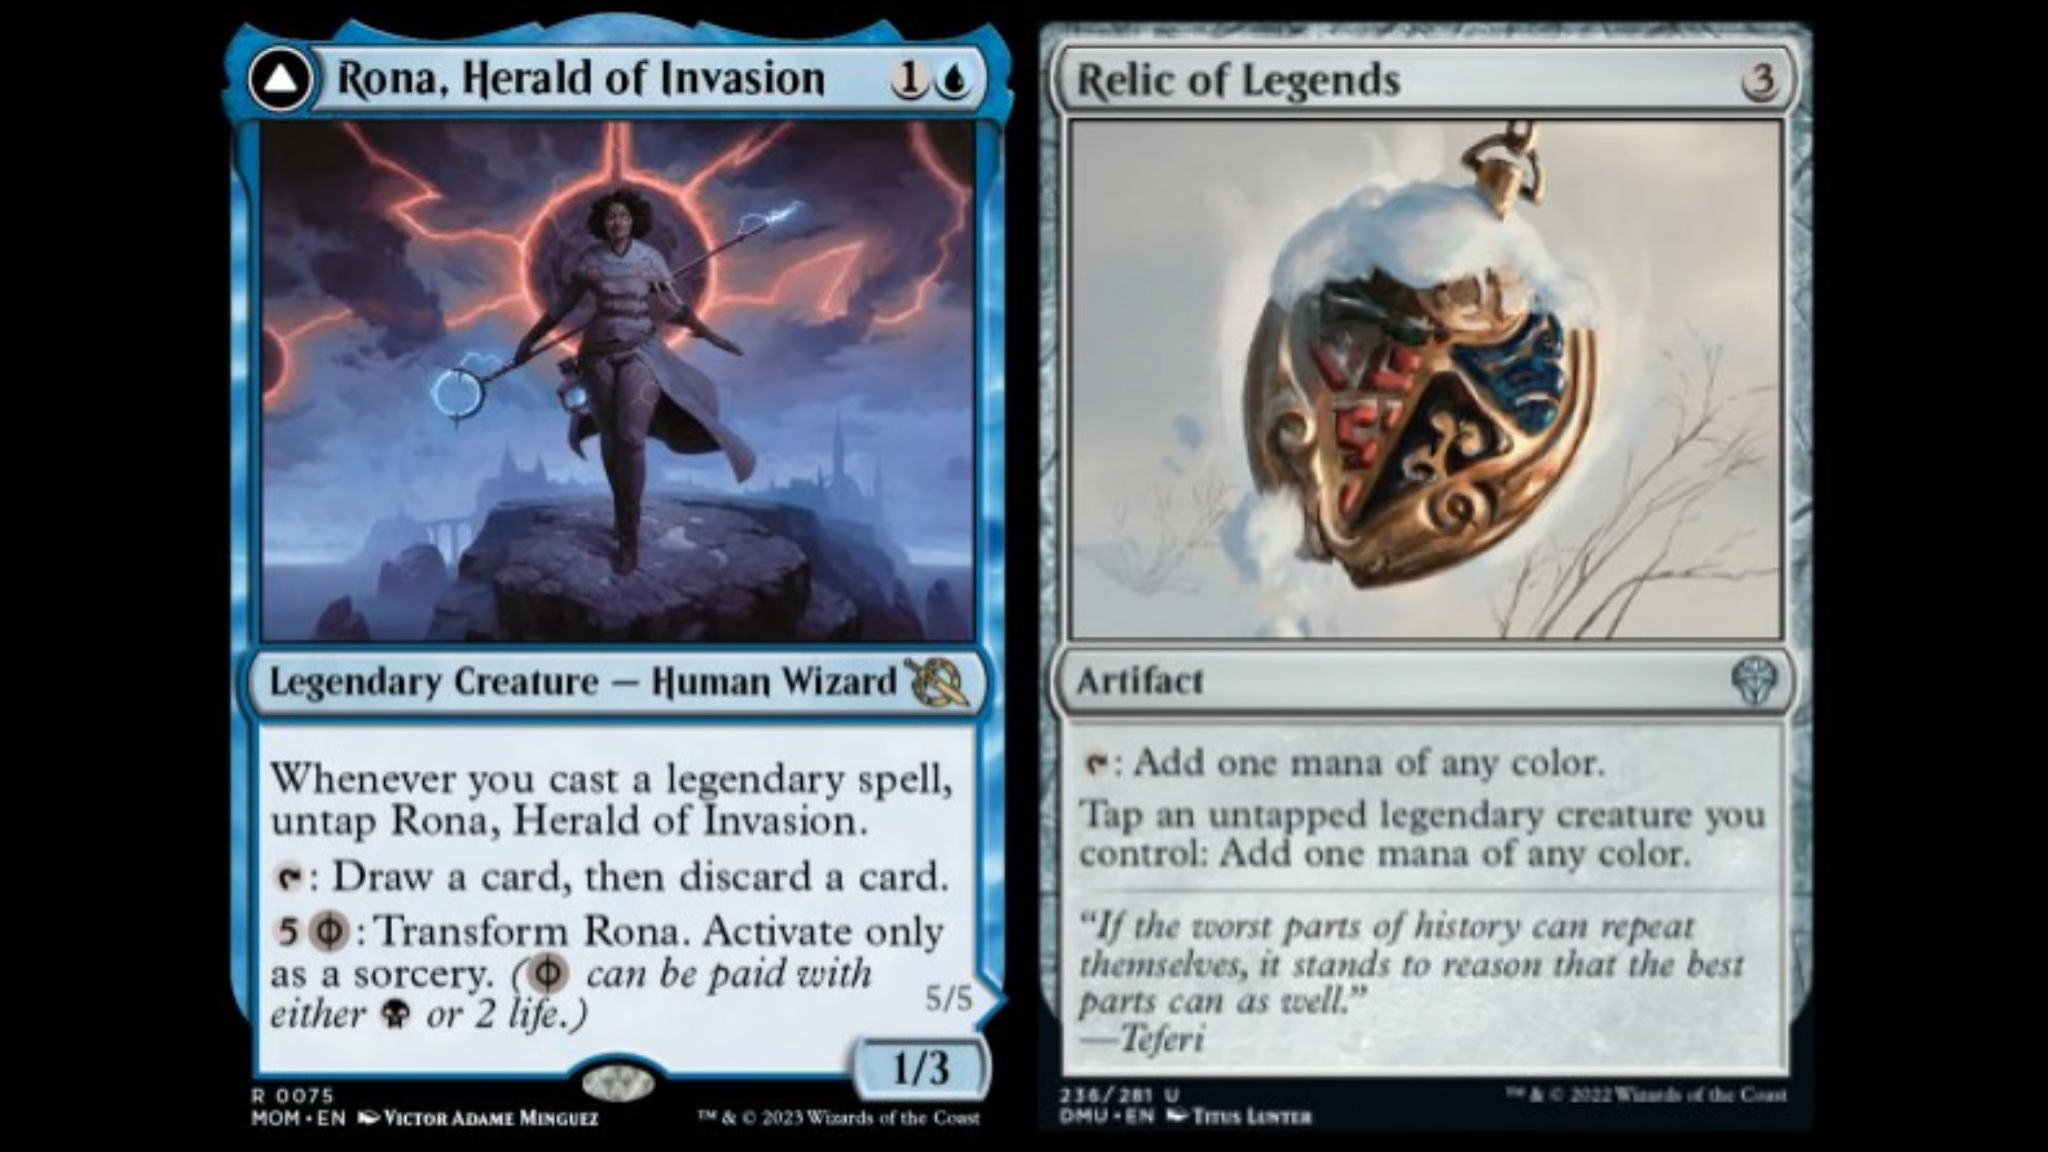 Rona, Herald of Invasion 1
Legendary Creature — Human Wizard
Whenever you cast a legendary spell,
untap Rona, Herald of Invasion.
: Draw a card, then discard a card.
5 : Transform Rona. Activate only
as a sorcery. ( can be paid with
either or 2 life.)
5/5
1/3
R 0075
MOM • EN VICTOR ADAME MINGUEZ
™ & © 2023 Wizards of the Coast
Relic of Legends 3
Artifact
: Add one mana of any color.
Tap an untapped legendary creature you
control: Add one mana of any color.
“If the worst parts of history can repeat
themselves, it stands to reason that the best
parts can as well.”
—Teferi
236/281 U
DMU • EN TITUS LUNTER
™ & © 2022 Wizards of the Coast